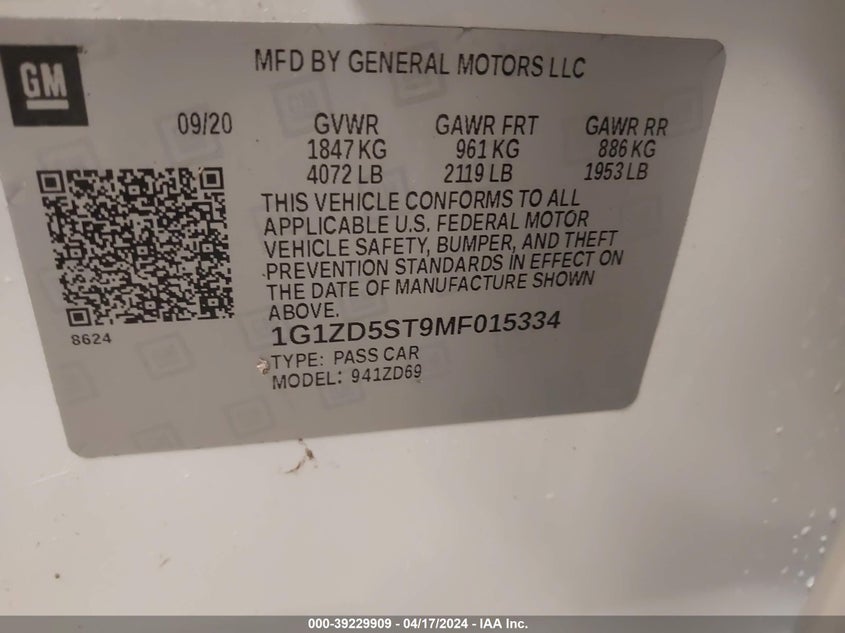 GM
MFD BY GENERAL MOTORS LLC
09/20 GVWR GAWR FRT GAWR RR
1847 KG 961 KG 886 KG
4072 LB 2119 LB 1953 LB
THIS VEHICLE CONFORMS TO ALL
APPLICABLE U.S. FEDERAL MOTOR
VEHICLE SAFETY, BUMPER, AND THEFT
PREVENTION STANDARDS IN EFFECT ON
THE DATE OF MANUFACTURE SHOWN
ABOVE.
8624
1G1ZD5ST9MF015334
TYPE: PASS CAR
MODEL: 941ZD69
000-39229909 - 04/17/2024 - IAA Inc.